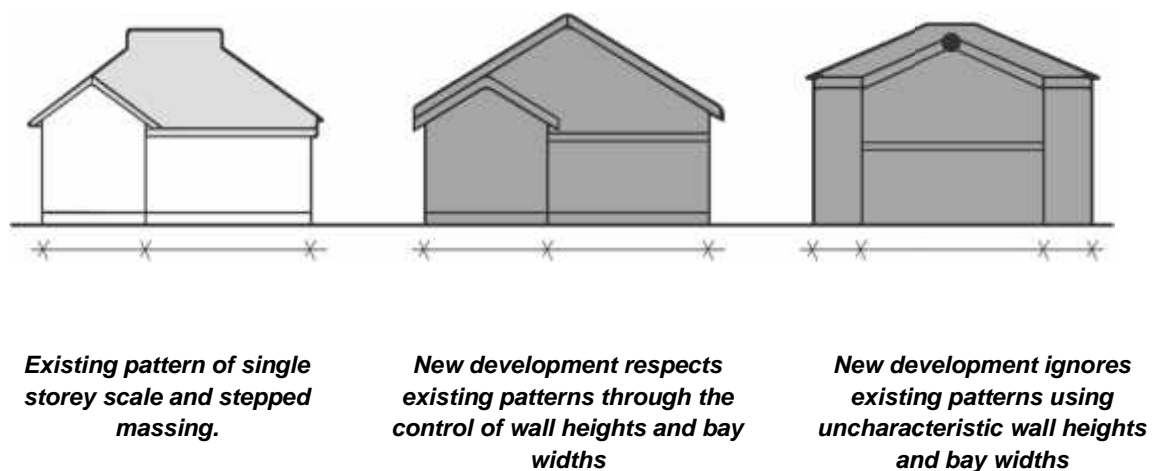 Existing pattern of single
storey scale and stepped
massing.
New development respects
existing patterns through the
control of wall heights and bay
widths
New development ignores
existing patterns using
uncharacteristic wall heights
and bay widths